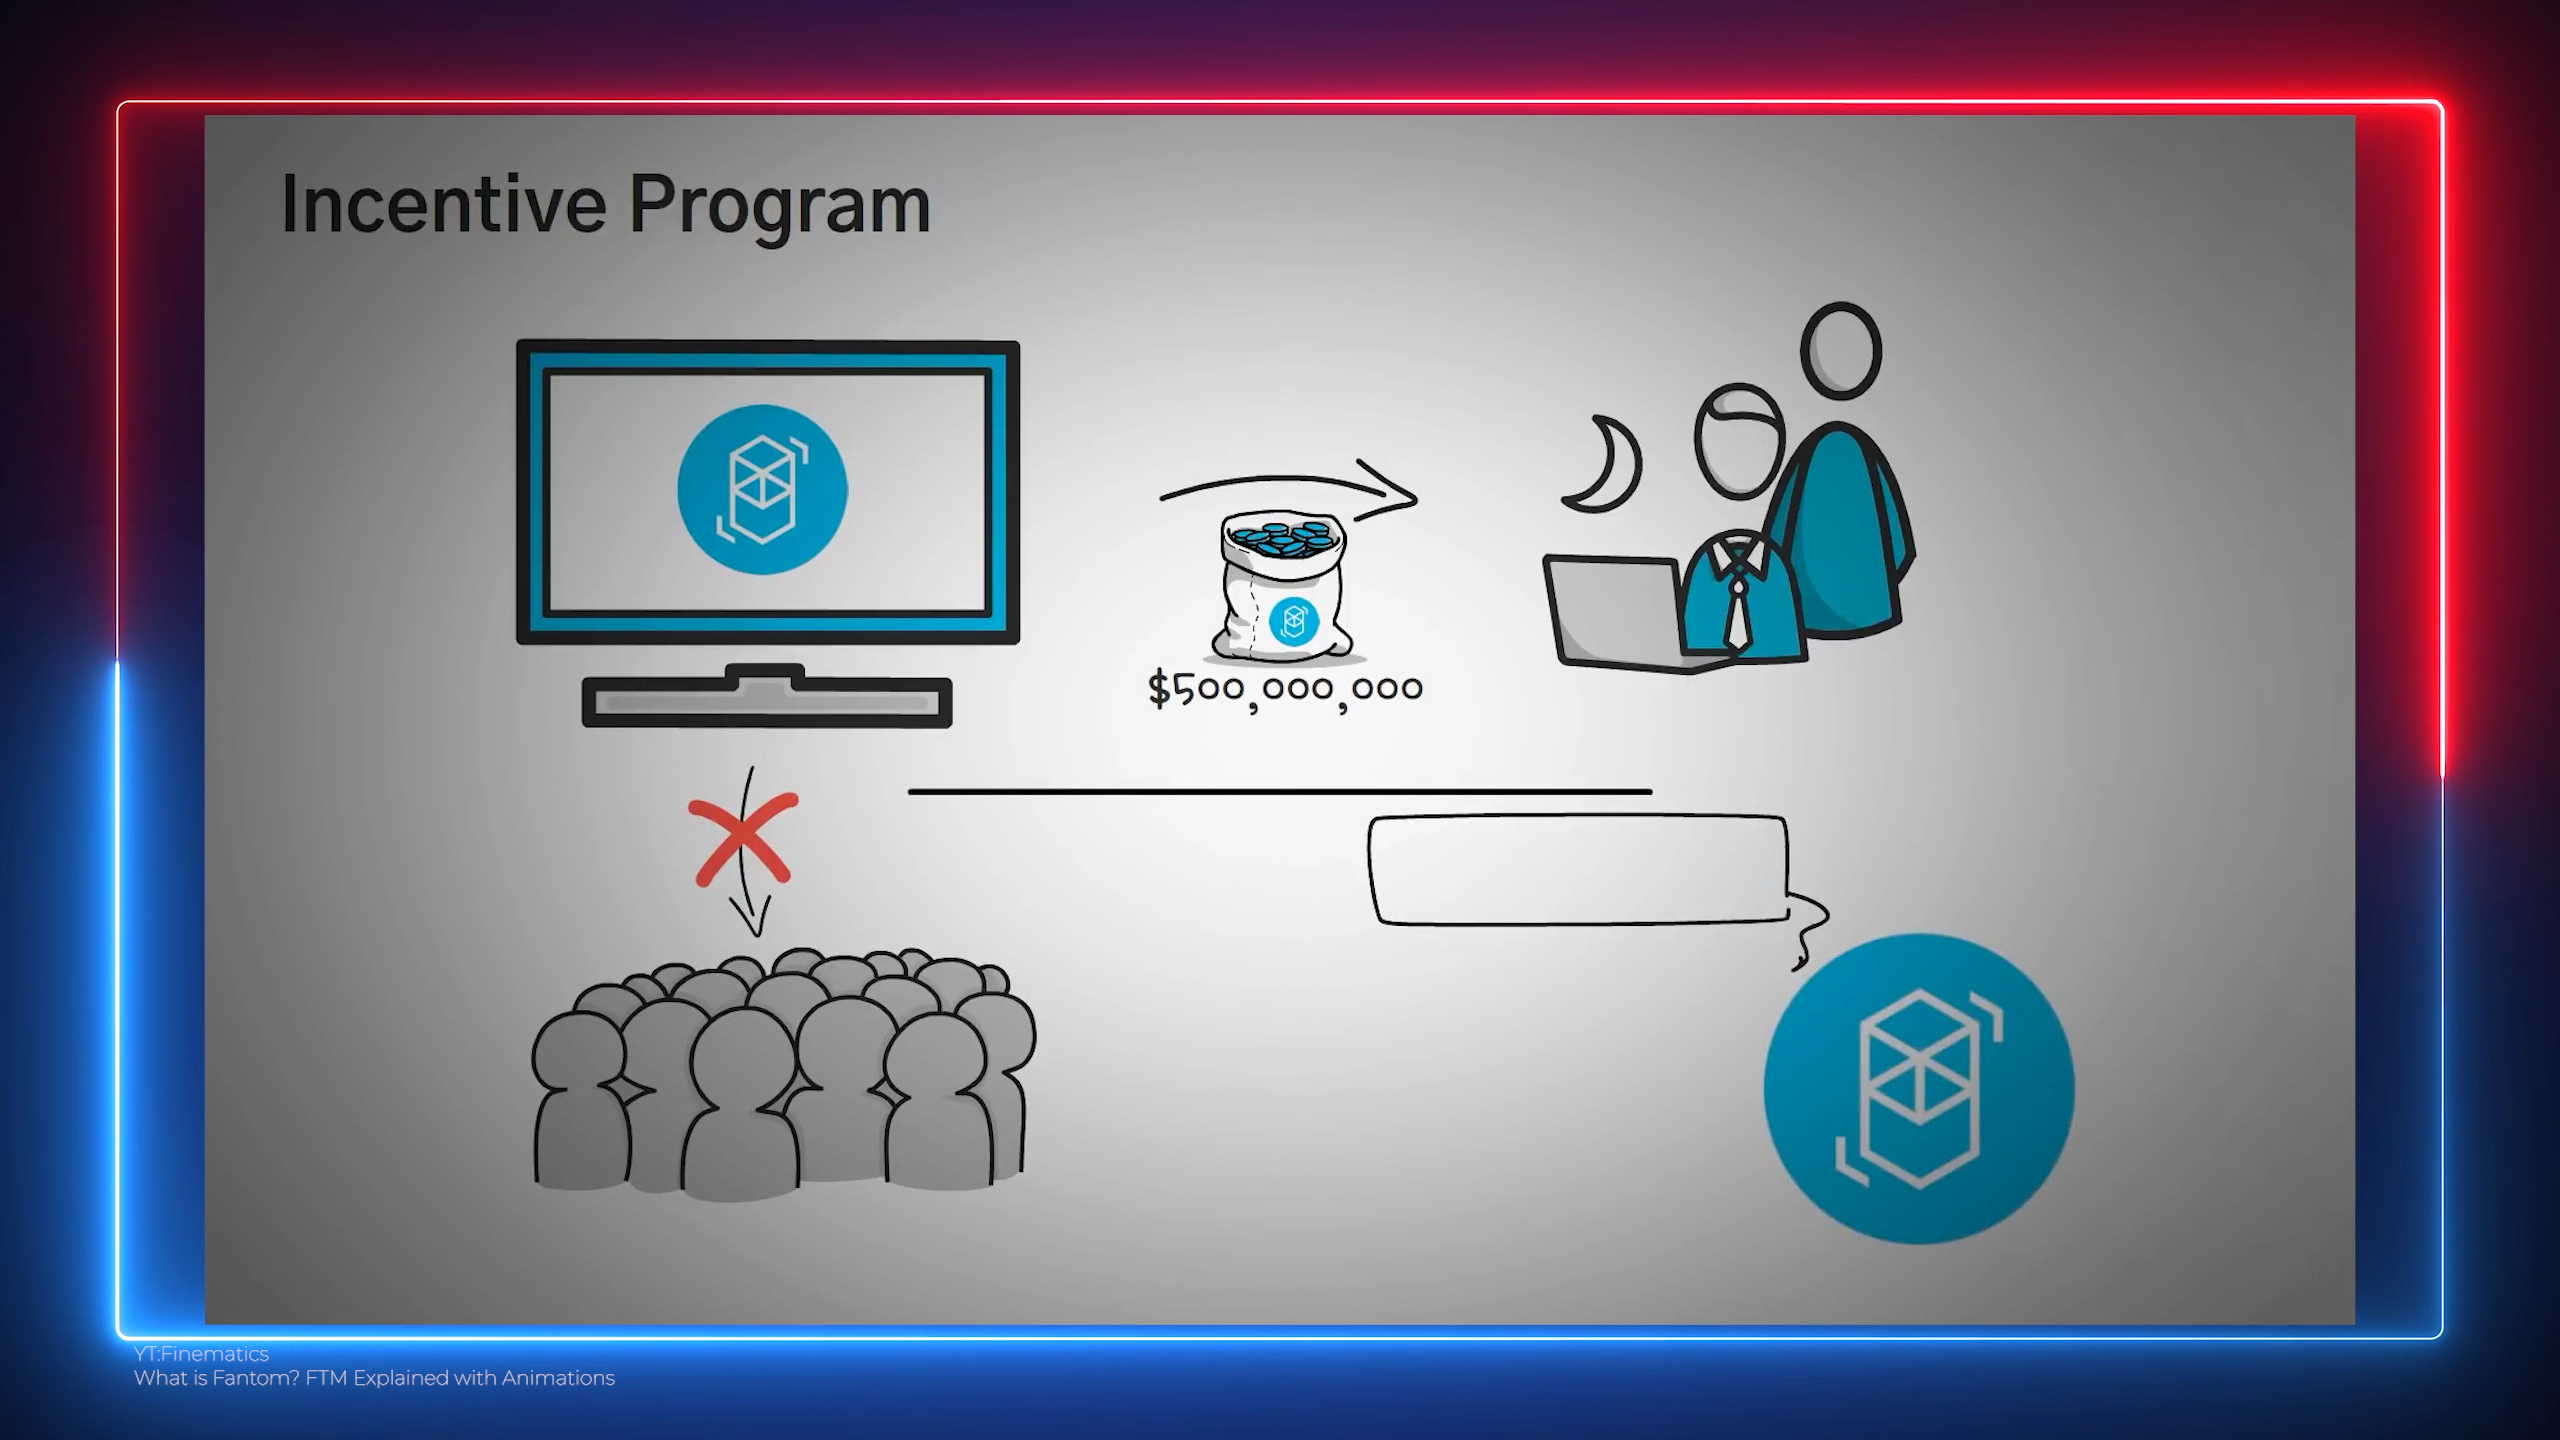 Incentive Program
$500,000,000
YT:Finematics
What is Fantom? FTM Explained with Animations